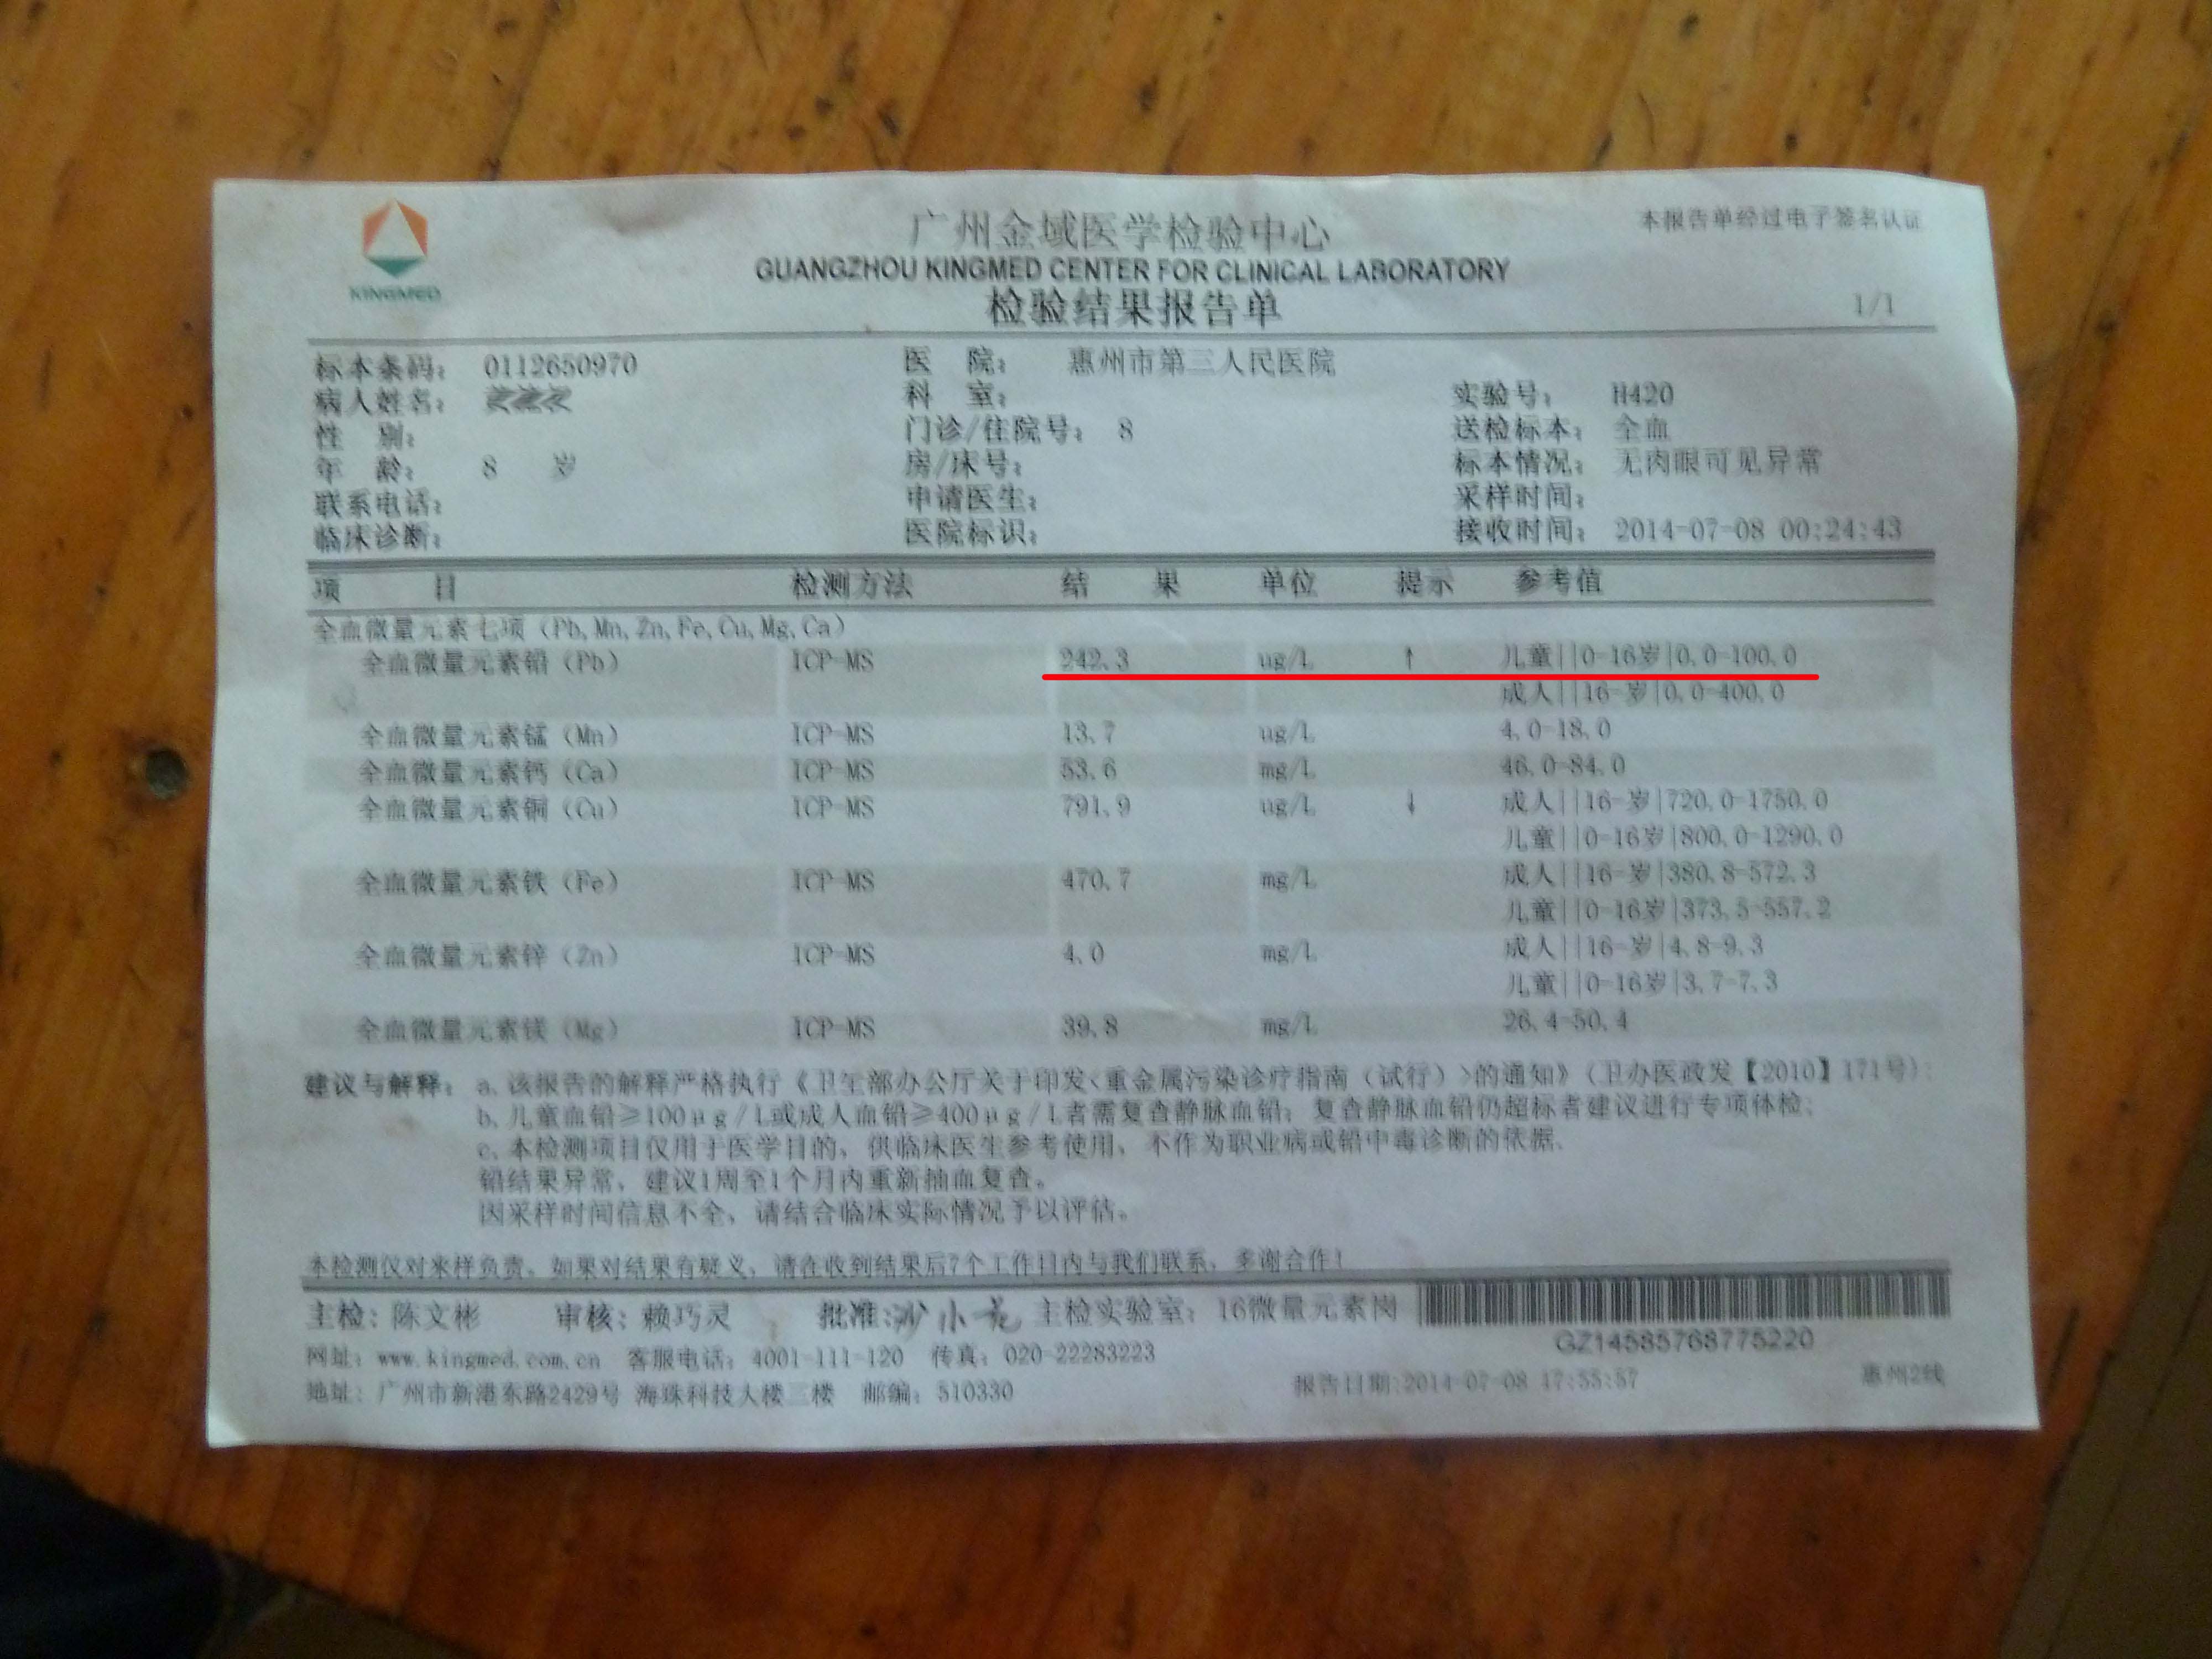 KINGMED
广州金域医学检验中心
本报告单经过电子签名认证
GUANGZHOU KINGMED CENTER FOR CLINICAL LABORATORY
检验结果报告单
1/1
标本条码： 0112650970 医 院： 惠州市第三人民医院
病人姓名： 科 室： 实验号： H420
性 别： 门诊/住院号： 8 送检标本： 全血
年 龄： 8 岁 房/床号： 标本情况： 无肉眼可见异常
联系电话： 申请医生： 采样时间：
临床诊断： 医院标识： 接收时间： 2014-07-08 00:24:43
项 目 检测方法 结 果 单位 提示 参考值
全血微量元素七项（Pb,Mn,Zn,Fe,Cu,Mg,Ca）
全血微量元素铅（Pb） ICP-MS 242.3 ug/L ↑ 儿童||0-16岁|0.0-100.0
成人||16-岁|0.0-400.0
全血微量元素锰（Mn） ICP-MS 13.7 ug/L 4.0-18.0
全血微量元素钙（Ca） ICP-MS 53.6 mg/L 46.0-84.0
全血微量元素铜（Cu） ICP-MS 791.9 ug/L ↓ 成人||16-岁|720.0-1750.0
儿童||0-16岁|800.0-1290.0
全血微量元素铁（Fe） ICP-MS 470.7 mg/L 成人||16-岁|380.8-572.3
儿童||0-16岁|373.5-557.2
全血微量元素锌（Zn） ICP-MS 4.0 mg/L 成人||16-岁|4.8-9.3
儿童||0-16岁|3.7-7.3
全血微量元素镁（Mg） ICP-MS 39.8 mg/L 26.4-50.4
建议与解释： a.该报告的解释严格执行《卫生部办公厅关于印发<重金属污染诊疗指南（试行）>的通知》（卫办医政发【2010】171号）；
b.儿童血铅≥100μg/L或成人血铅≥400μg/L者需复查静脉血铅；复查静脉血铅仍超标者建议进行专项体检；
c.本检测项目仅用于医学目的，供临床医生参考使用，不作为职业病或铅中毒诊断的依据.
铅结果异常，建议1周至1个月内重新抽血复查。
因采样时间信息不全，请结合临床实际情况予以评估。
本检测仅对来样负责。如果对结果有疑义，请在收到结果后7个工作日内与我们联系，多谢合作！
主检：陈文彬 审核：赖巧灵 批准： 小 主检实验室：16微量元素岗
GZ14585768775220
网址：www.kingmed.com.cn 客服电话：4001-111-120 传真：020-22283223
地址：广州市新港东路2429号 海珠科技大楼三楼 邮编：510330 报告日期：2014-07-08 17:55:57 惠州2线